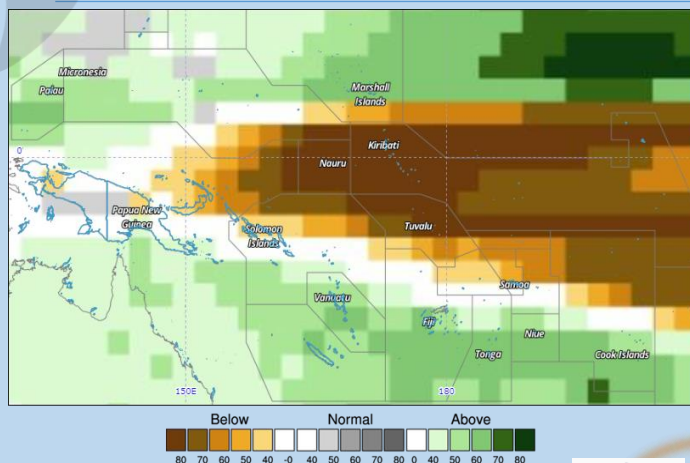 Micronesia
Palau
Marshall
Islands
0
Kiribati
Nauru
Papua New
Guinea
Solomon
Islands
Tuvalu
Samoa
Vanuatu
Fiji
Niue
Tonga
Cook Islands
150E
180
Below Normal Above
80 70 60 50 40 -0 40 50 60 70 80 0 40 50 60 70 80